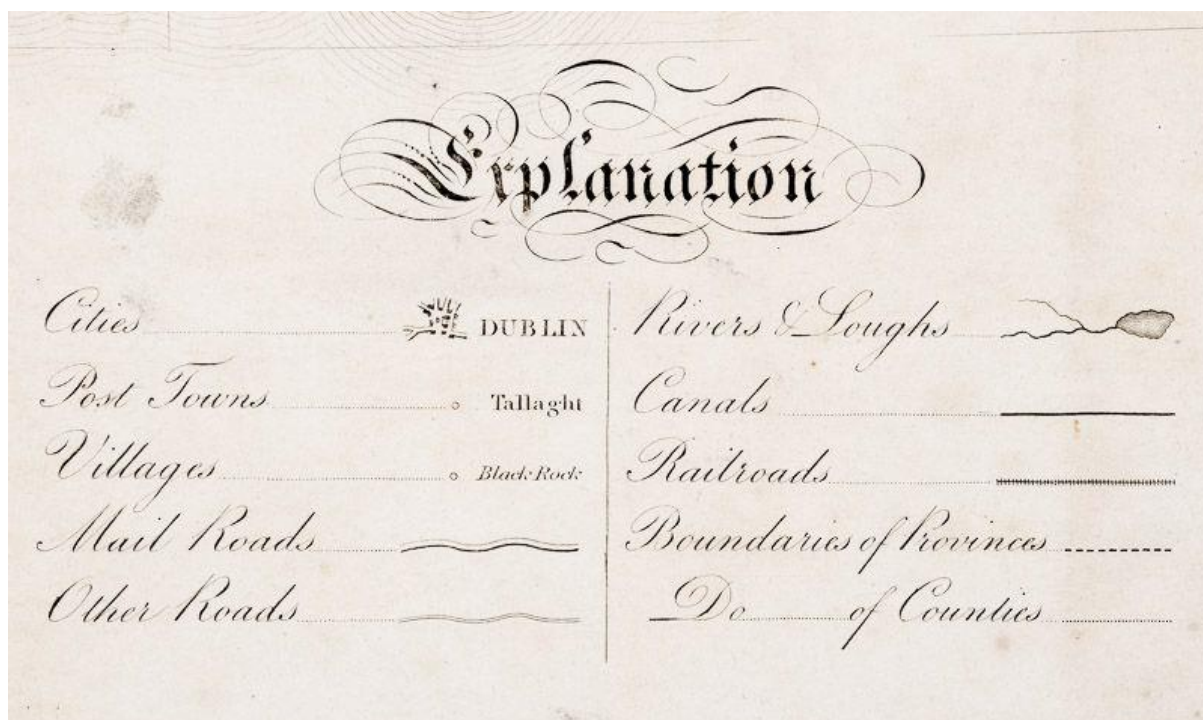 Explanation
Cities DUBLIN
Post Towns Tallaght
Villages Black Rock
Mail Roads
Other Roads
Rivers & Loughs
Canals
Railroads
Boundaries of Provinces
Do of Counties